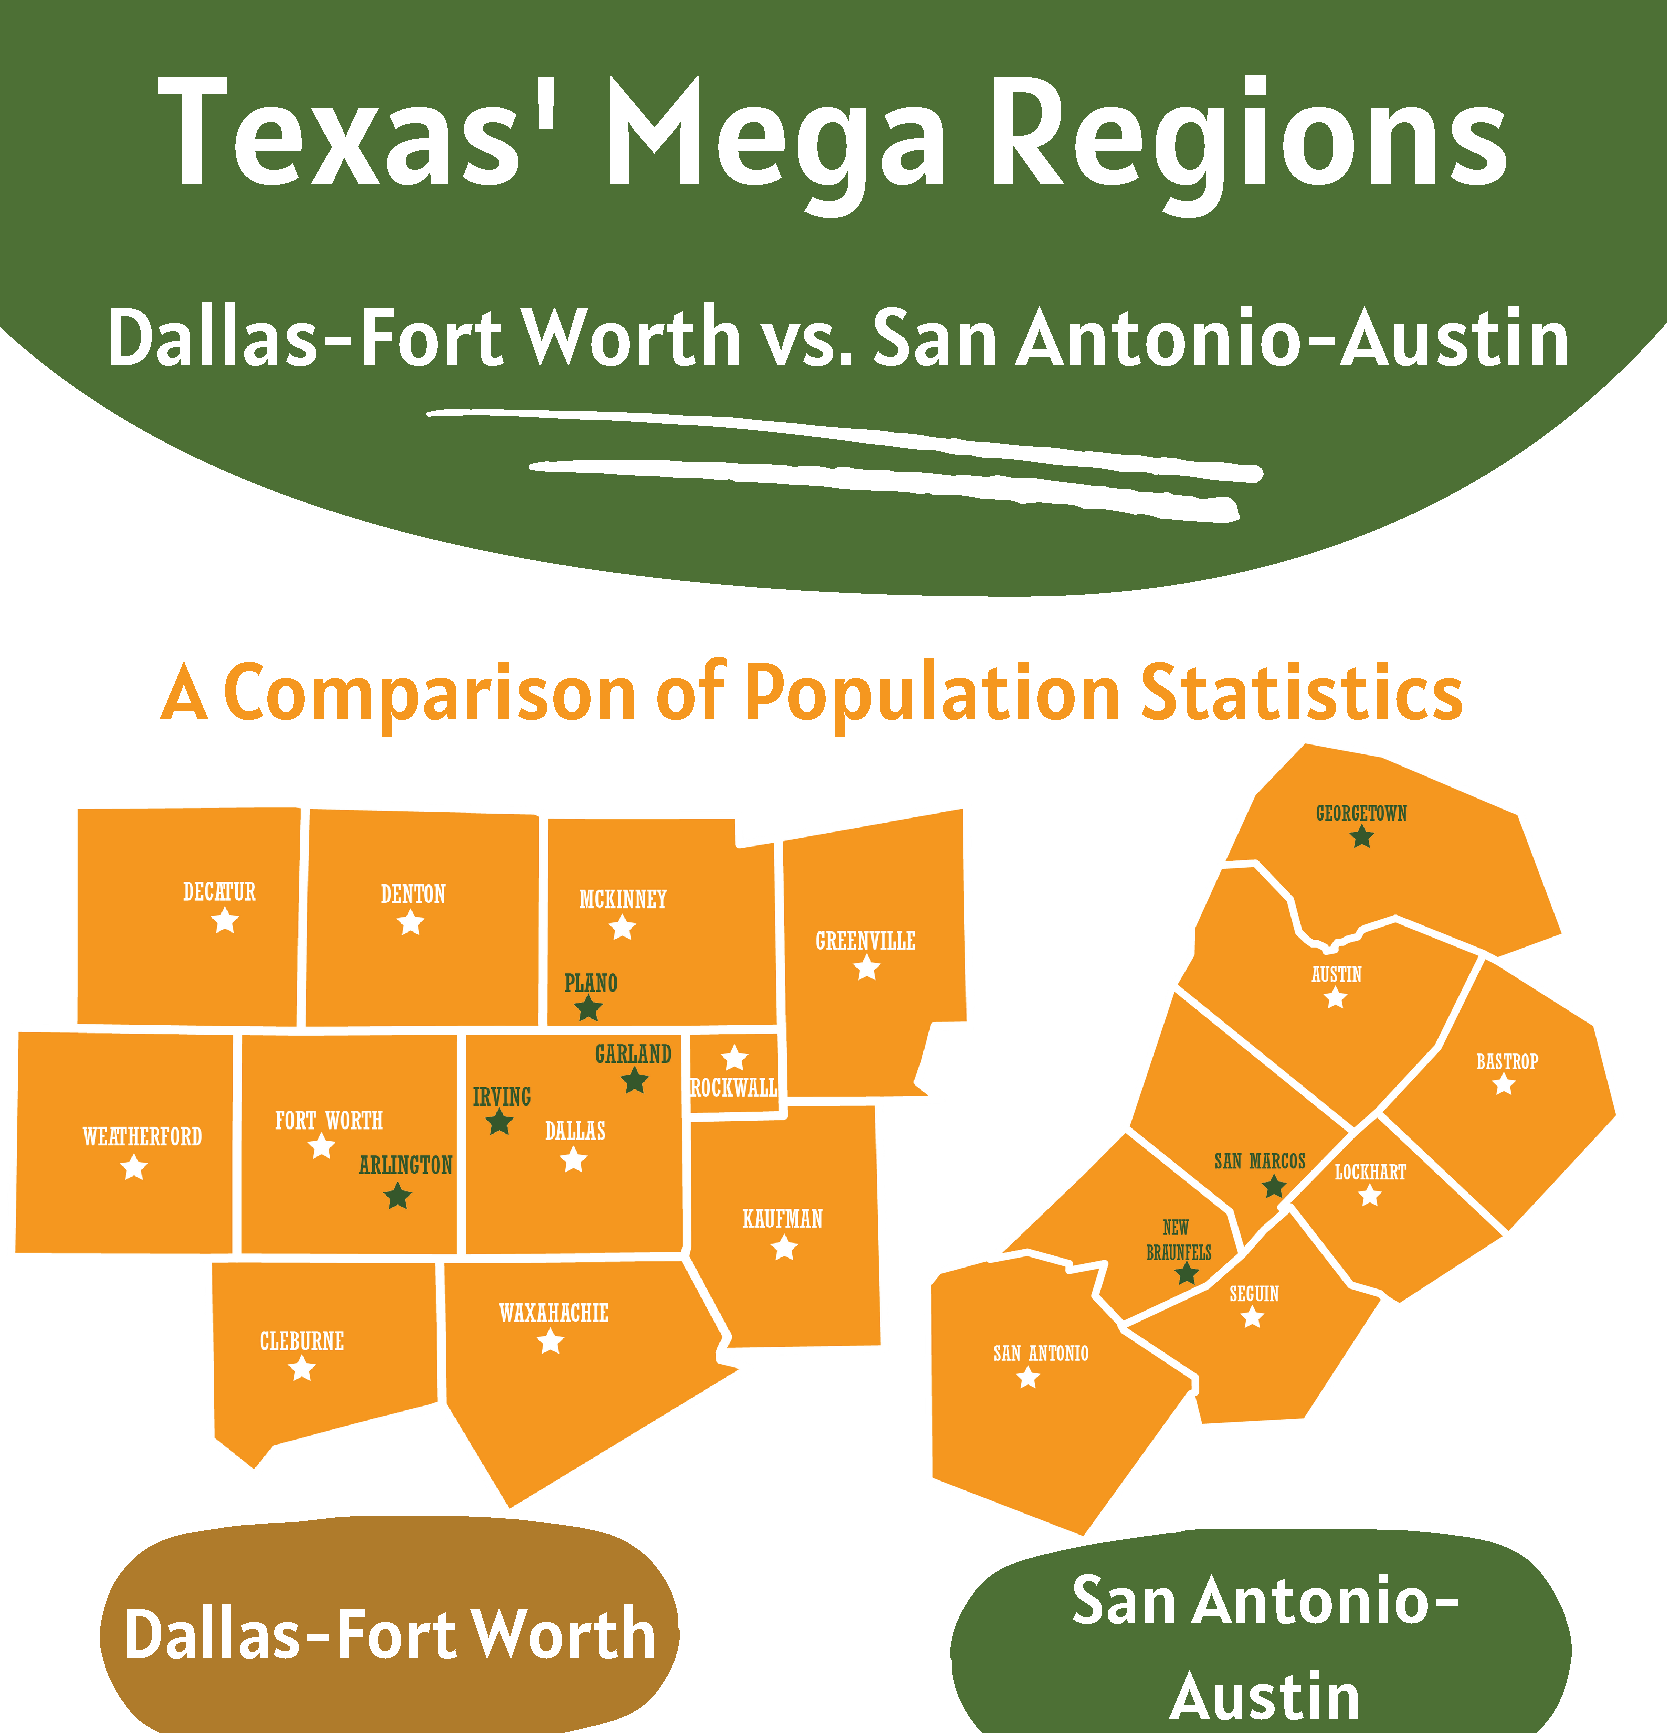 Texas' Mega Regions
Dallas-Fort Worth vs. San Antonio-Austin
A Comparison of Population Statistics
DECATUR
DENTON
MCKINNEY
PLANO
GREENVILLE
WEATHERFORD
FORT WORTH
ARLINGTON
IRVING
GARLAND
DALLAS
ROCKWALL
KAUFMAN
CLEBURNE
WAXAHACHIE
GEORGETOWN
AUSTIN
BASTROP
SAN MARCOS
LOCKHART
NEW
BRAUNFELS
SEGUIN
SAN ANTONIO
Dallas-Fort Worth
San Antonio-
Austin